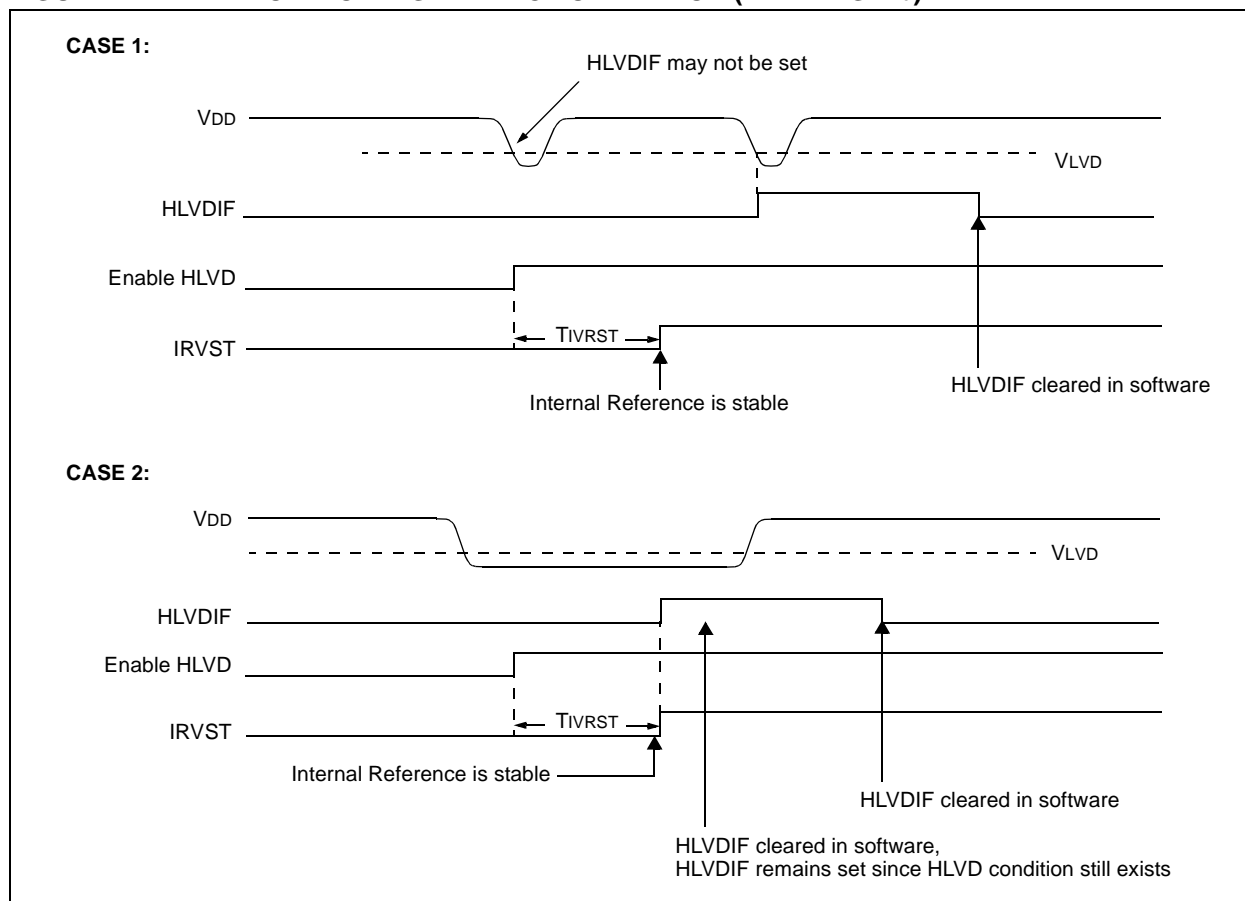 CASE 1:
HLVDIF may not be set
VDD
VLVD
HLVDIF
Enable HLVD
TIVRST
IRVST
HLVDIF cleared in software
Internal Reference is stable
CASE 2:
VDD
VLVD
HLVDIF
Enable HLVD
TIVRST
IRVST
Internal Reference is stable
HLVDIF cleared in software
HLVDIF cleared in software,
HLVDIF remains set since HLVD condition still exists